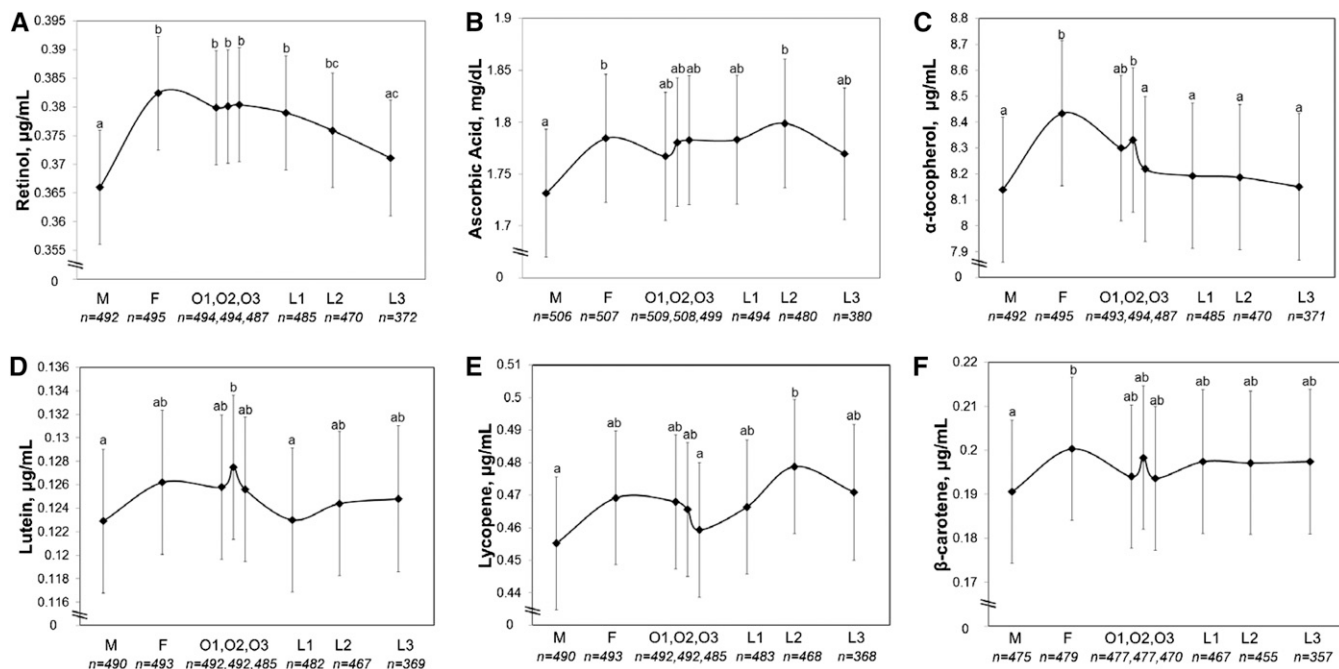 A
Retinol, µg/mL
0.395
0.39
0.385
0.38
0.375
0.37
0.365
0.36
0.355
0
a
b
b b b
b
bc
ac
M F O1,O2,O3 L1 L2 L3
n=492 n=495 n=494,494,487 n=485 n=470 n=372
B
Ascorbic Acid, mg/dL
1.9
1.85
1.8
1.75
1.7
0
a
b
ab ab ab
ab
b
ab
M F O1,O2,O3 L1 L2 L3
n=506 n=507 n=509,508,499 n=494 n=480 n=380
C
α-tocopherol, µg/mL
8.8
8.7
8.6
8.5
8.4
8.3
8.2
8.1
8
7.9
0
a
b
ab b a
a
a
a
M F O1,O2,O3 L1 L2 L3
n=492 n=495 n=493,494,487 n=485 n=470 n=371
D
Lutein, µg/mL
0.136
0.134
0.132
0.13
0.128
0.126
0.124
0.122
0.12
0.118
0.116
0
a
ab
ab b ab
a
ab
ab
M F O1,O2,O3 L1 L2 L3
n=490 n=493 n=492,492,485 n=482 n=467 n=369
E
Lycopene, µg/mL
0.51
0.5
0.49
0.48
0.47
0.46
0.45
0.44
0
a
ab
ab ab a
ab
b
ab
M F O1,O2,O3 L1 L2 L3
n=490 n=493 n=492,492,485 n=483 n=468 n=368
F
β-carotene, µg/mL
0.22
0.21
0.2
0.19
0.18
0.17
0
a
b
ab ab ab
ab
ab
ab
M F O1,O2,O3 L1 L2 L3
n=475 n=479 n=477,477,470 n=467 n=455 n=357